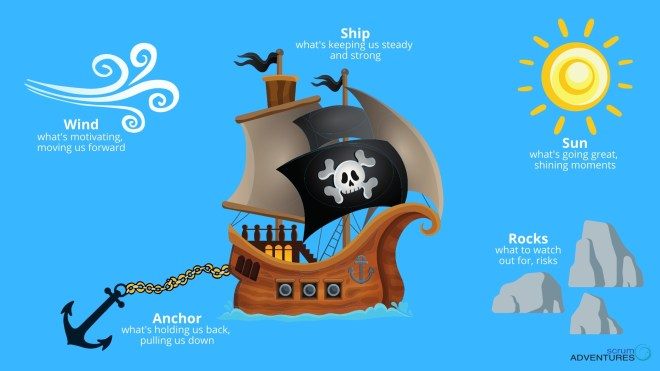 Ship
what's keeping us steady
and strong
Wind
what's motivating,
moving us forward
Sun
what's going great,
shining moments
Rocks
what to watch
out for, risks
Anchor
what's holding us back,
pulling us down
scrum
ADVENTURES